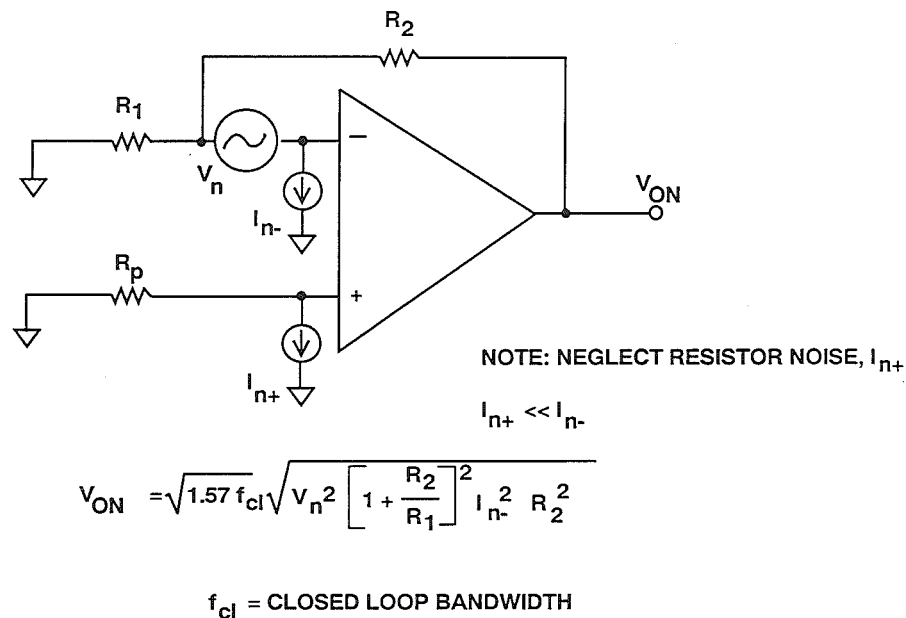 R2
R1
Vn
−
In-
VON
Rp
+
In+
NOTE: NEGLECT RESISTOR NOISE, In+
In+ << In-
VON = √1.57 fcl √Vn² [1 + R2/R1]² In-² R2²
fcl = CLOSED LOOP BANDWIDTH